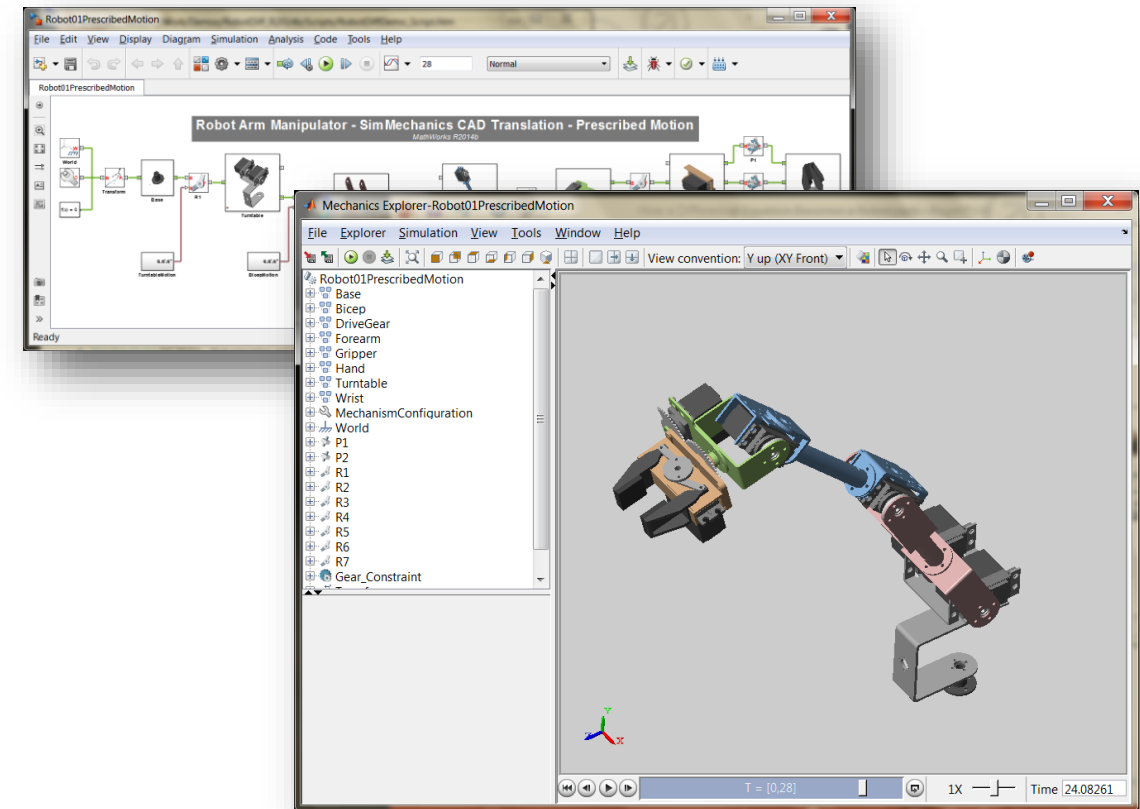 Robot01PrescribedMotion
File Edit View Display Diagram Simulation Analysis Code Tools Help
28 Normal
Robot01PrescribedMotion
Robot Arm Manipulator - SimMechanics CAD Translation - Prescribed Motion
MathWorks R2014b
World
f(x) = 0
Transform
Base
R1
Turntable
P1
TurntableMotion
BicepMotion
Ready
Mechanics Explorer-Robot01PrescribedMotion
File Explorer Simulation View Tools Window Help
View convention: Y up (XY Front)
Robot01PrescribedMotion
Base
Bicep
DriveGear
Forearm
Gripper
Hand
Turntable
Wrist
MechanismConfiguration
World
P1
P2
R1
R2
R3
R4
R5
R6
R7
Gear_Constraint
Y
Z
X
T = [0,28]
1X
Time 24.08261